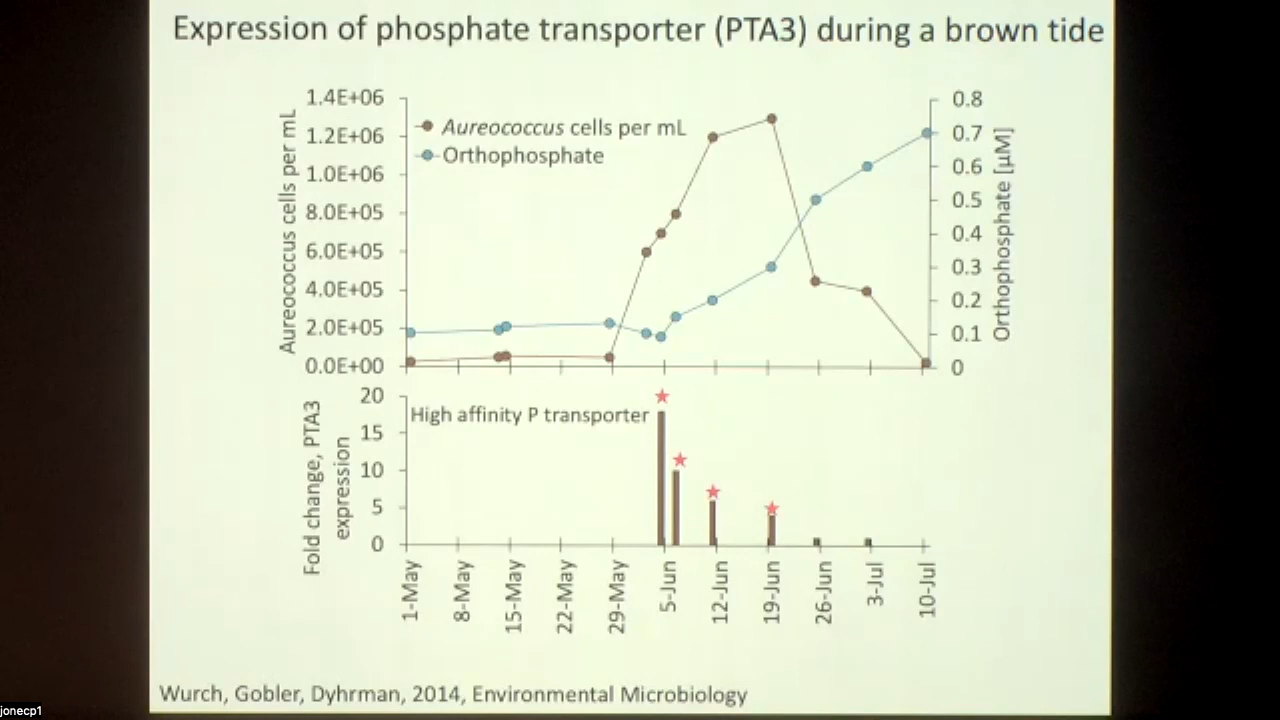 Expression of phosphate transporter (PTA3) during a brown tide
Aureococcus cells per mL
1.4E+06
1.2E+06
1.0E+06
8.0E+05
6.0E+05
4.0E+05
2.0E+05
0.0E+00
Aureococcus cells per mL
Orthophosphate
0.8
0.7
0.6
0.5
0.4
0.3
0.2
0.1
0
Orthophosphate [µM]
Fold change, PTA3
expression
20
15
10
5
0
High affinity P transporter
1-May
8-May
15-May
22-May
29-May
5-Jun
12-Jun
19-Jun
26-Jun
3-Jul
10-Jul
Wurch, Gobler, Dyhrman, 2014, Environmental Microbiology
jonecp1